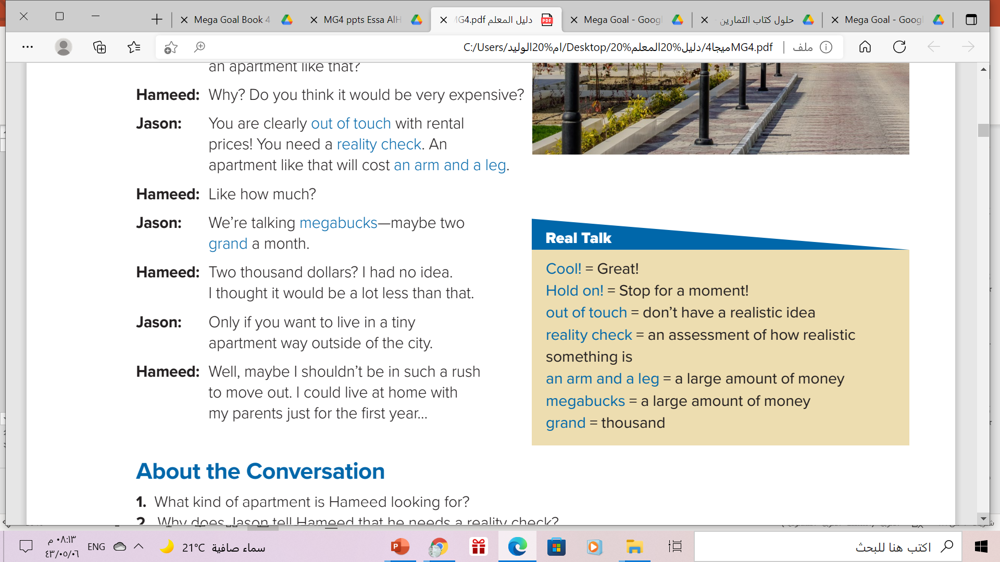 Mega Goal Book 4
MG4 ppts Essa AlH
دليل المعلم MG4.pdf
Mega Goal - Googl
حلول كتاب التمارين -
Mega Goal - Googl
C:/Users/ام%20الوليد/Desktop/20%دليل%20المعلم%20/ميجا4MG4.pdf
ملف
an apartment like that?
Hameed: Why? Do you think it would be very expensive?
Jason: You are clearly out of touch with rental
prices! You need a reality check. An
apartment like that will cost an arm and a leg.
Hameed: Like how much?
Jason: We're talking megabucks—maybe two
grand a month.
Hameed: Two thousand dollars? I had no idea.
I thought it would be a lot less than that.
Jason: Only if you want to live in a tiny
apartment way outside of the city.
Hameed: Well, maybe I shouldn't be in such a rush
to move out. I could live at home with
my parents just for the first year...
Real Talk
Cool! = Great!
Hold on! = Stop for a moment!
out of touch = don't have a realistic idea
reality check = an assessment of how realistic
something is
an arm and a leg = a large amount of money
megabucks = a large amount of money
grand = thousand
About the Conversation
1. What kind of apartment is Hameed looking for?
2. Why does Jason tell Hameed that he needs a reality check?
٠٨:١٣ م
٤٣/٠٥/٠٦
ENG
21°C سماء صافية
اكتب هنا للبحث